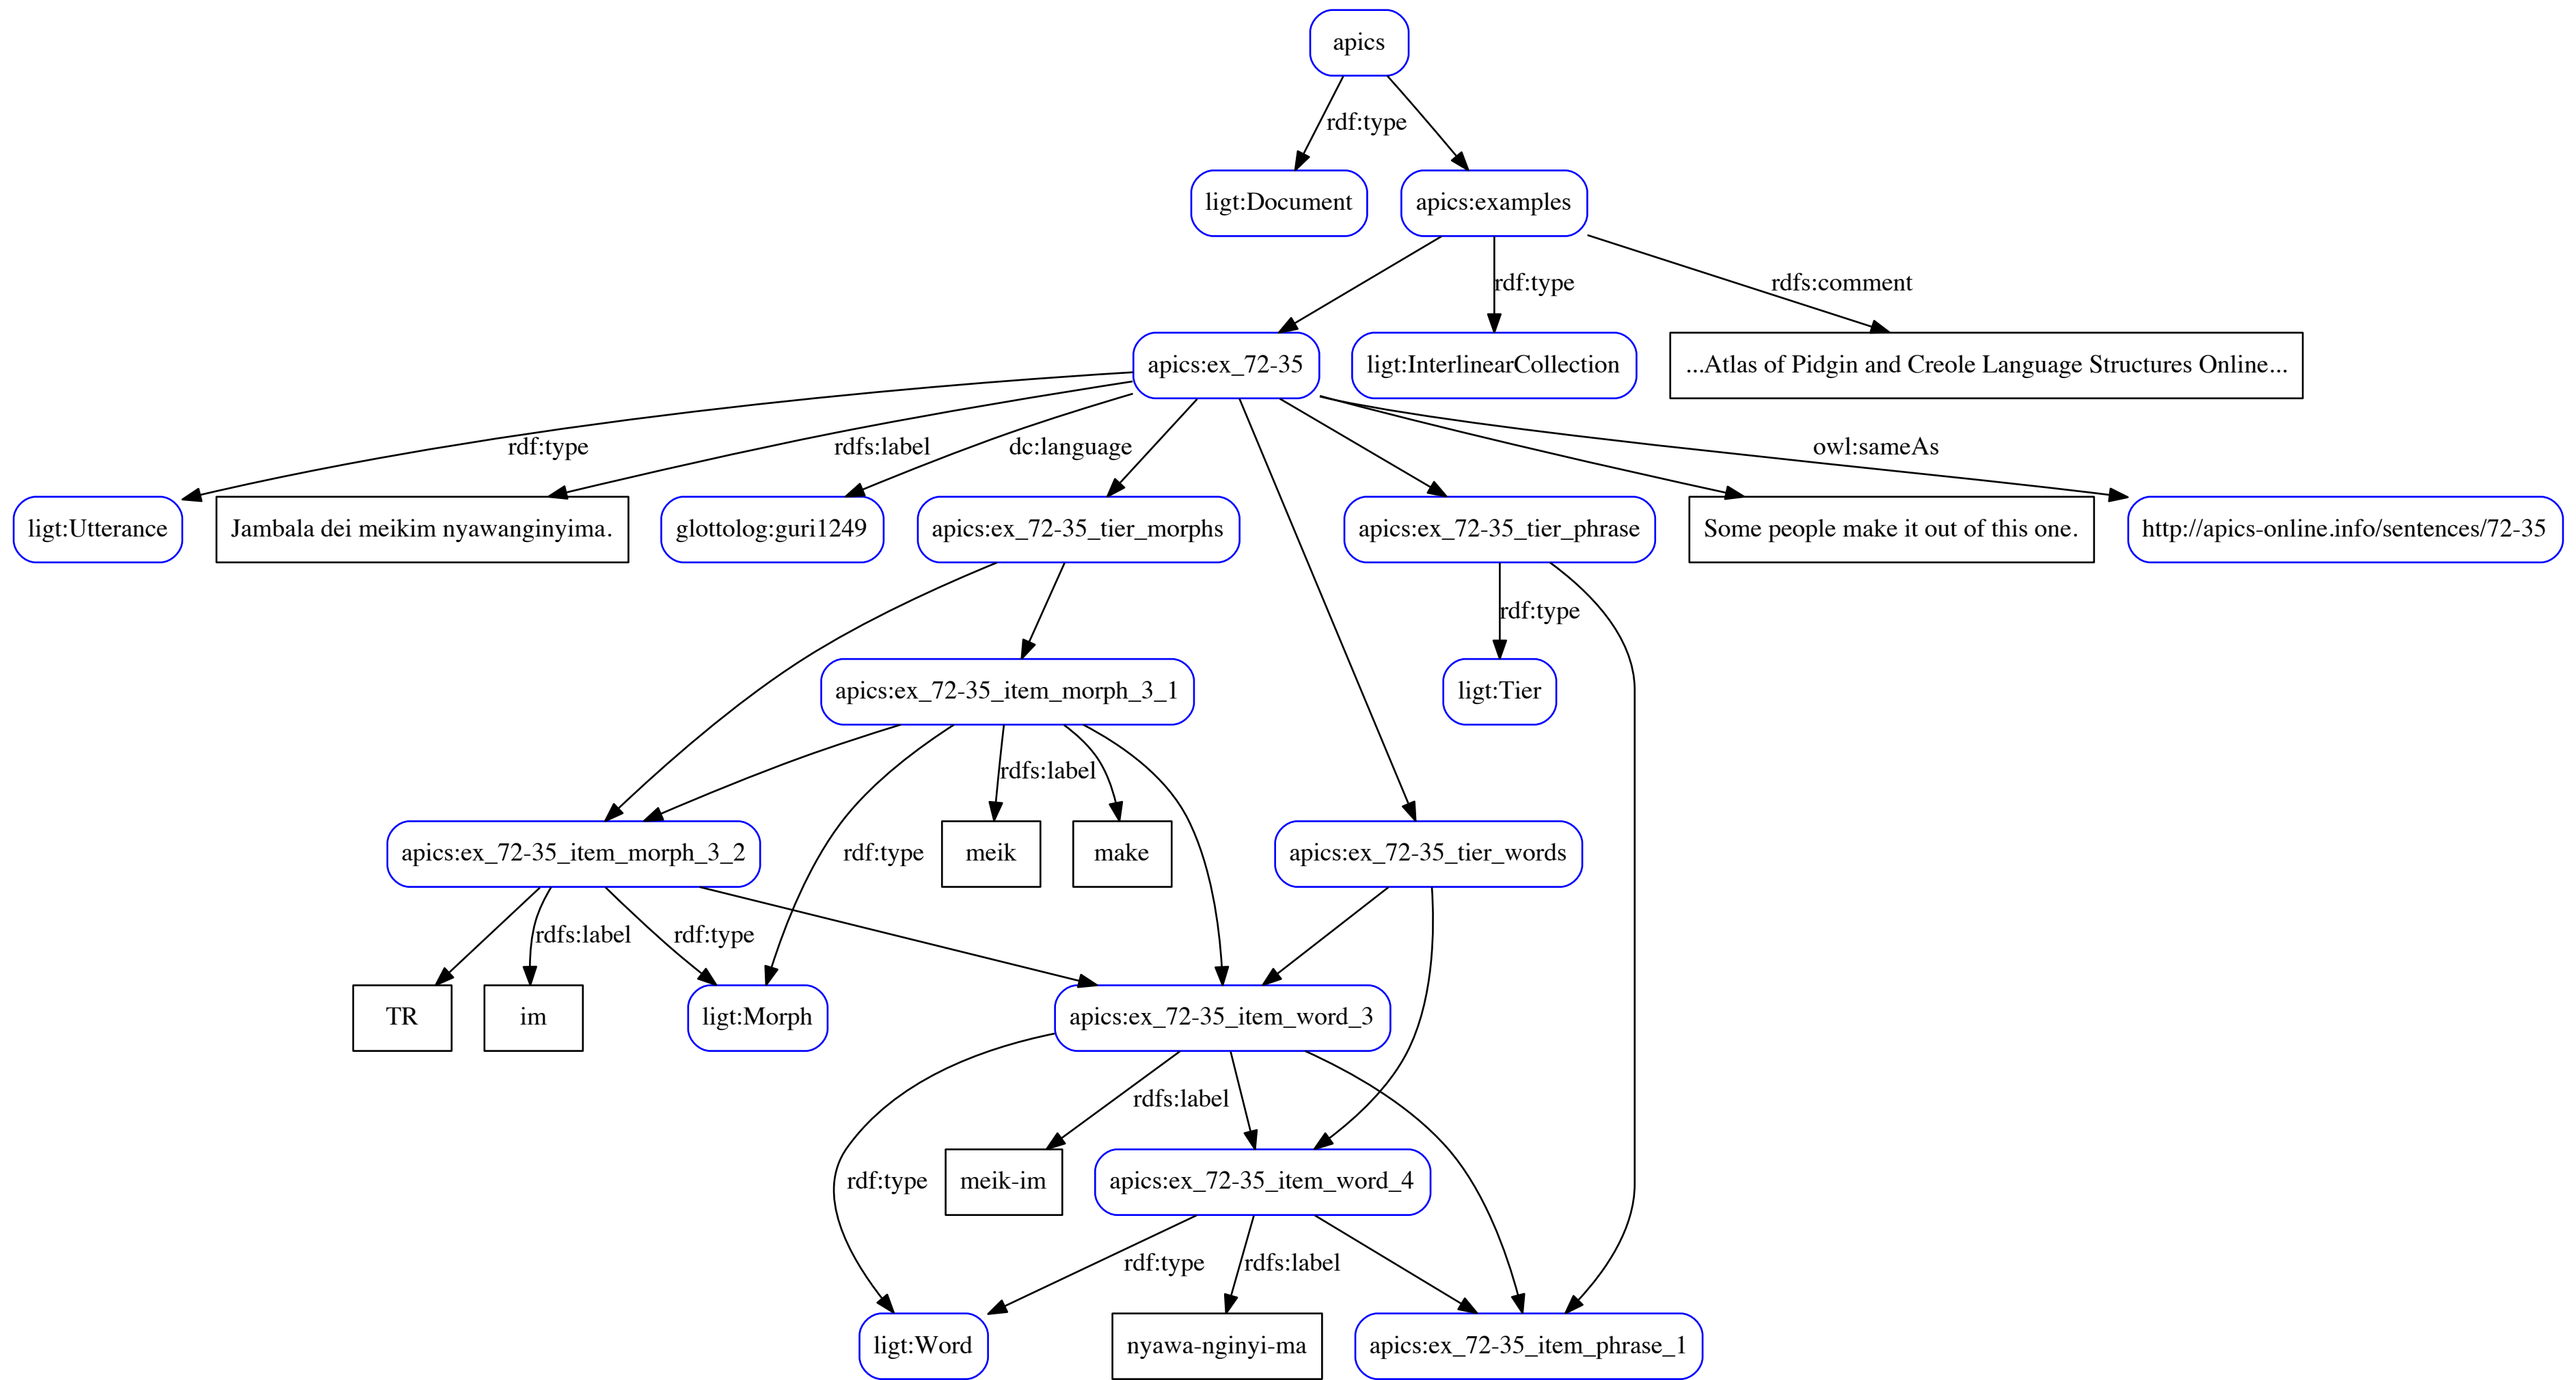 apics
rdf:type
ligt:Document
apics:examples
rdf:type
rdfs:comment
apics:ex_72-35
ligt:InterlinearCollection
...Atlas of Pidgin and Creole Language Structures Online...
rdf:type
rdfs:label
dc:language
owl:sameAs
ligt:Utterance
Jambala dei meikim nyawanginyima.
glottolog:guri1249
apics:ex_72-35_tier_morphs
apics:ex_72-35_tier_phrase
Some people make it out of this one.
http://apics-online.info/sentences/72-35
rdf:type
apics:ex_72-35_item_morph_3_1
ligt:Tier
rdfs:label
apics:ex_72-35_item_morph_3_2
rdf:type
meik
make
apics:ex_72-35_tier_words
rdfs:label
rdf:type
TR
im
ligt:Morph
apics:ex_72-35_item_word_3
rdfs:label
rdf:type
meik-im
apics:ex_72-35_item_word_4
rdf:type
rdfs:label
ligt:Word
nyawa-nginyi-ma
apics:ex_72-35_item_phrase_1